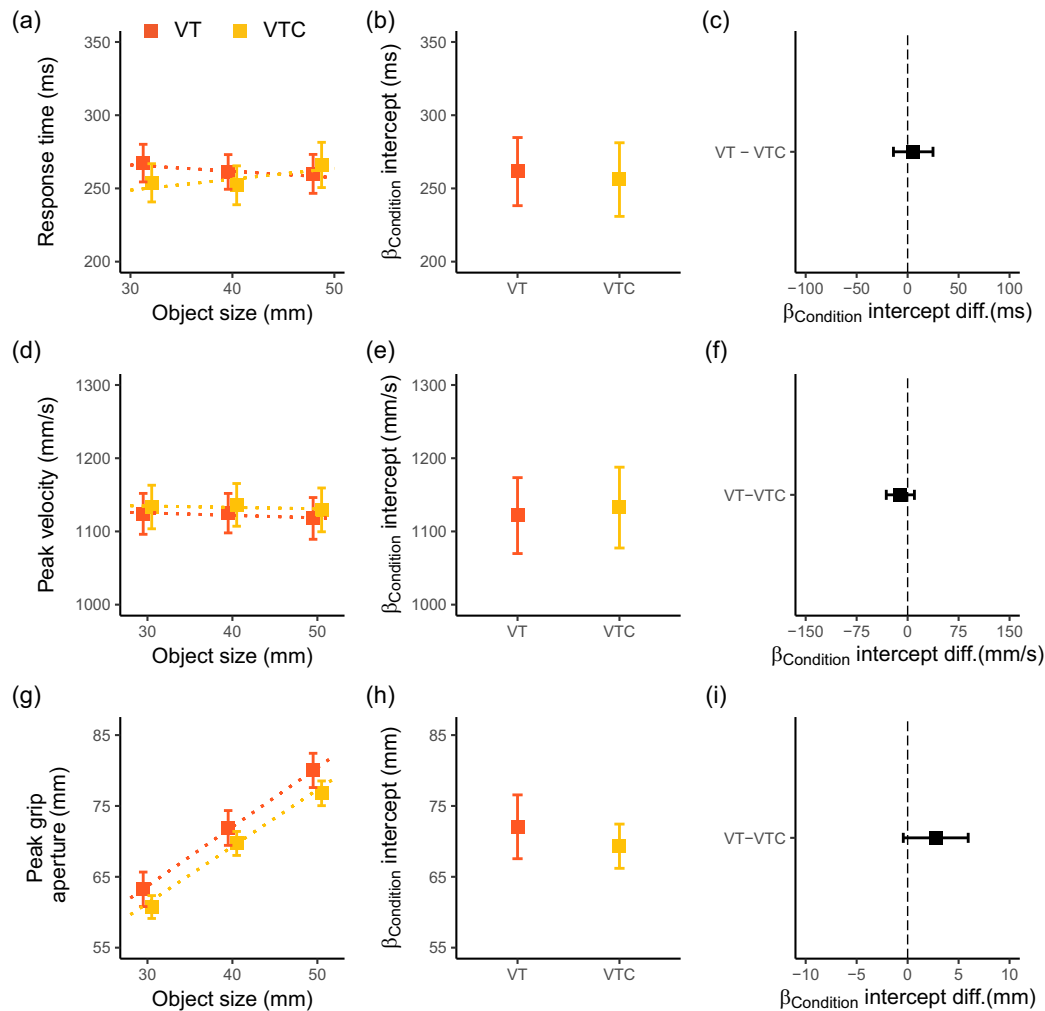 (a)
VT VTC
350
300
250
200
Response time (ms)
30 40 50
Object size (mm)
(b)
350
300
250
200
βCondition intercept (ms)
VT VTC
(c)
VT − VTC
−100 −50 0 50 100
βCondition intercept diff.(ms)
(d)
1300
1200
1100
1000
Peak velocity (mm/s)
30 40 50
Object size (mm)
(e)
1300
1200
1100
1000
βCondition intercept (mm/s)
VT VTC
(f)
VT−VTC
−150 −75 0 75 150
βCondition intercept diff.(mm/s)
(g)
85
75
65
55
Peak grip
aperture (mm)
30 40 50
Object size (mm)
(h)
85
75
65
55
βCondition intercept (mm)
VT VTC
(i)
VT−VTC
−10 −5 0 5 10
βCondition intercept diff.(mm)